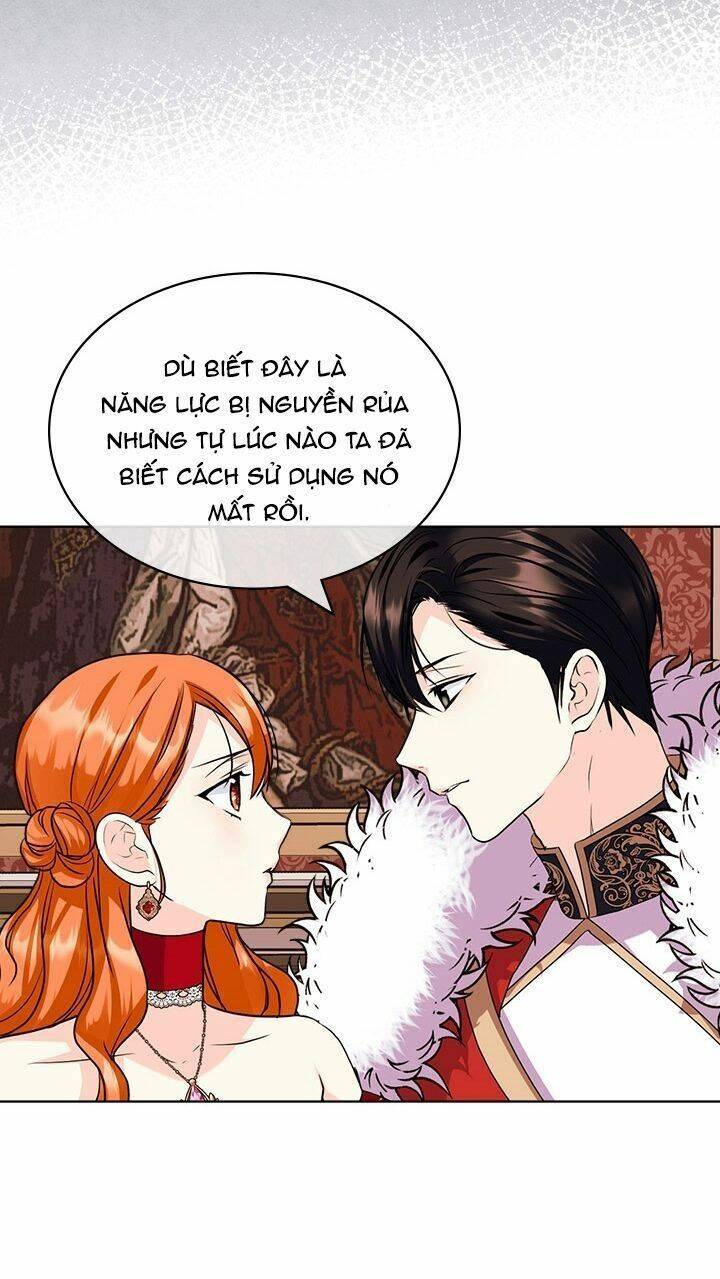 DÙ BIẾT ĐÂY LÀ
NĂNG LỰC BỊ NGUYỀN RỦA
NHƯNG TỰ LÚC NÀO TA ĐÃ
BIẾT CÁCH SỬ DỤNG NÓ
MẤT RỒI.